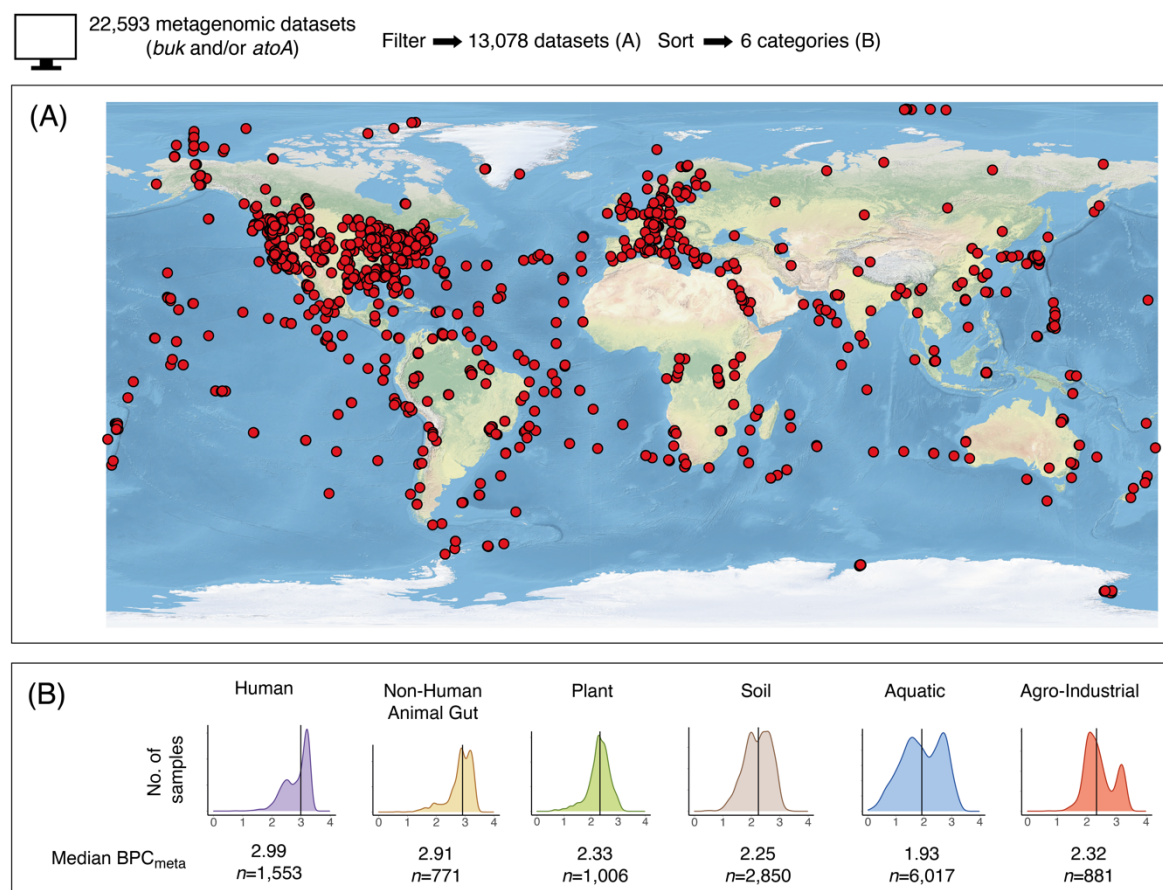 22,593 metagenomic datasets
(buk and/or atoA)
Filter ➡ 13,078 datasets (A) Sort ➡ 6 categories (B)
(A)
(B)
Human
Non-Human
Animal Gut
Plant
Soil
Aquatic
Agro-Industrial
No. of
samples
0 1 2 3 4
0 1 2 3 4
0 1 2 3 4
0 1 2 3 4
0 1 2 3 4
0 1 2 3 4
Median BPCmeta
2.99 2.91 2.33 2.25 1.93 2.32
n=1,553 n=771 n=1,006 n=2,850 n=6,017 n=881